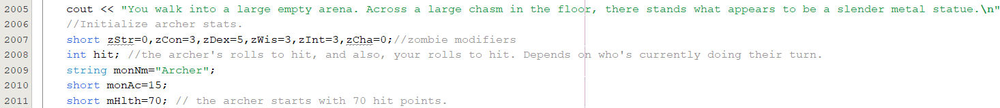 2005 cout << "You walk into a large empty arena. Across a large chasm in the floor, there stands what appears to be a slender metal statue.\n"
2006 //Initialize archer stats.
2007 short zStr=0,zCon=3,zDex=5,zWis=3,zInt=3,zCha=0;//zombie modifiers
2008 int hit; //the archer's rolls to hit, and also, your rolls to hit. Depends on who's currently doing their turn.
2009 string monNm="Archer";
2010 short monAc=15;
2011 short mHlth=70; // the archer starts with 70 hit points.